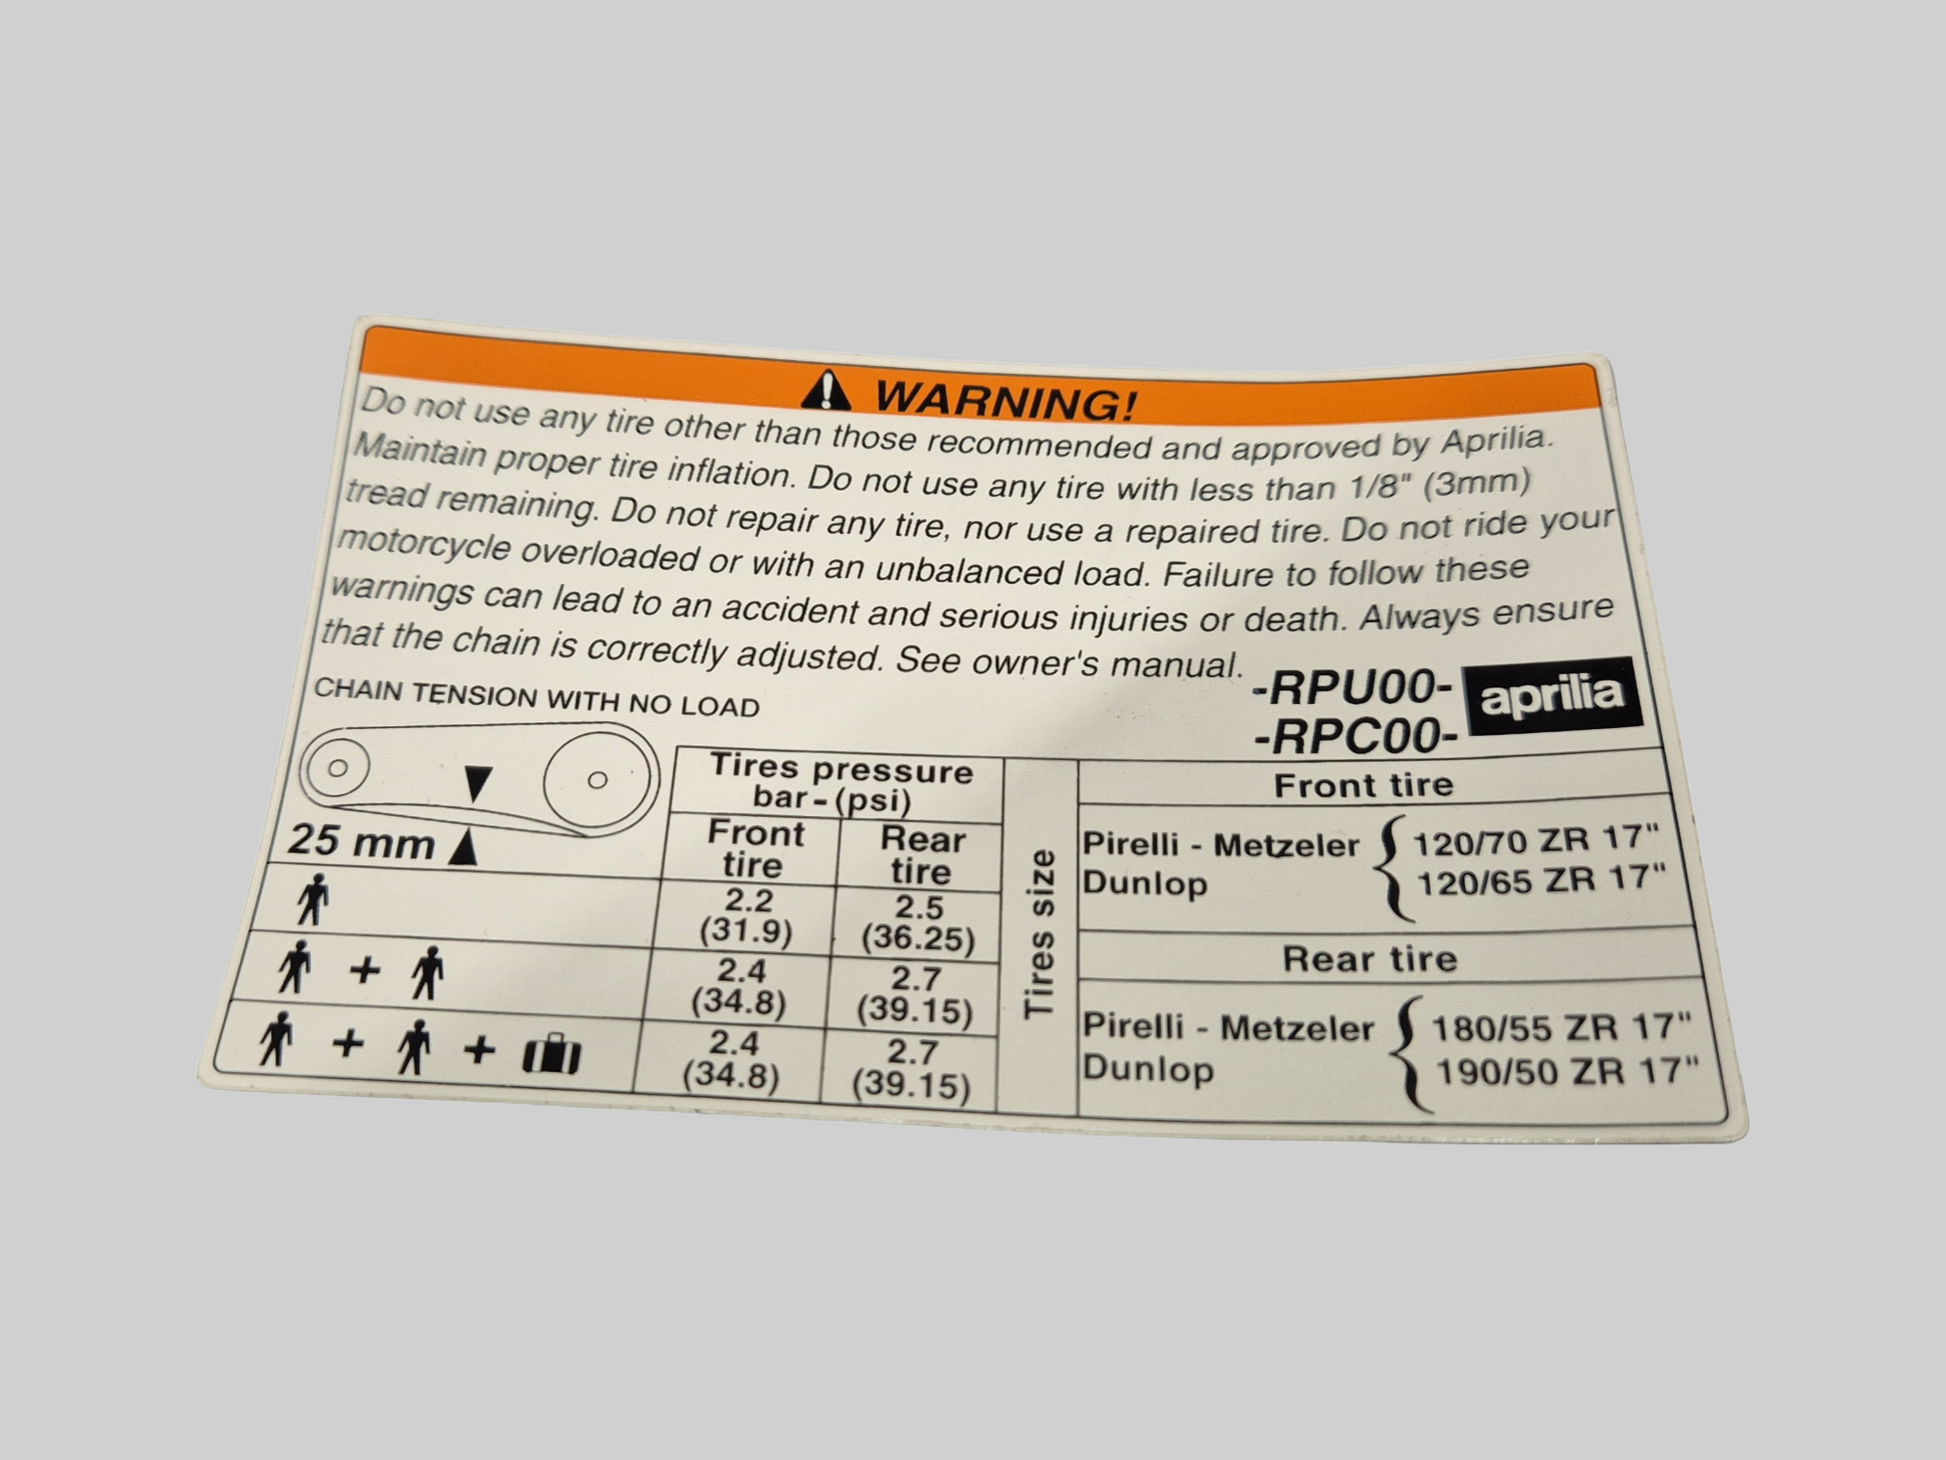 WARNING!
Do not use any tire other than those recommended and approved by Aprilia.
Maintain proper tire inflation. Do not use any tire with less than 1/8" (3mm)
tread remaining. Do not repair any tire, nor use a repaired tire. Do not ride your
motorcycle overloaded or with an unbalanced load. Failure to follow these
warnings can lead to an accident and serious injuries or death. Always ensure
that the chain is correctly adjusted. See owner's manual.
-RPU00-
-RPC00-
aprilia
CHAIN TENSION WITH NO LOAD
25 mm
Tires pressure
bar-(psi)
Front
tire
Rear
tire
2.2
(31.9)
2.5
(36.25)
+
2.4
(34.8)
2.7
(39.15)
+ +
2.4
(34.8)
2.7
(39.15)
Tires size
Front tire
Pirelli - Metzeler { 120/70 ZR 17"
Dunlop 120/65 ZR 17"
Rear tire
Pirelli - Metzeler { 180/55 ZR 17"
Dunlop 190/50 ZR 17"